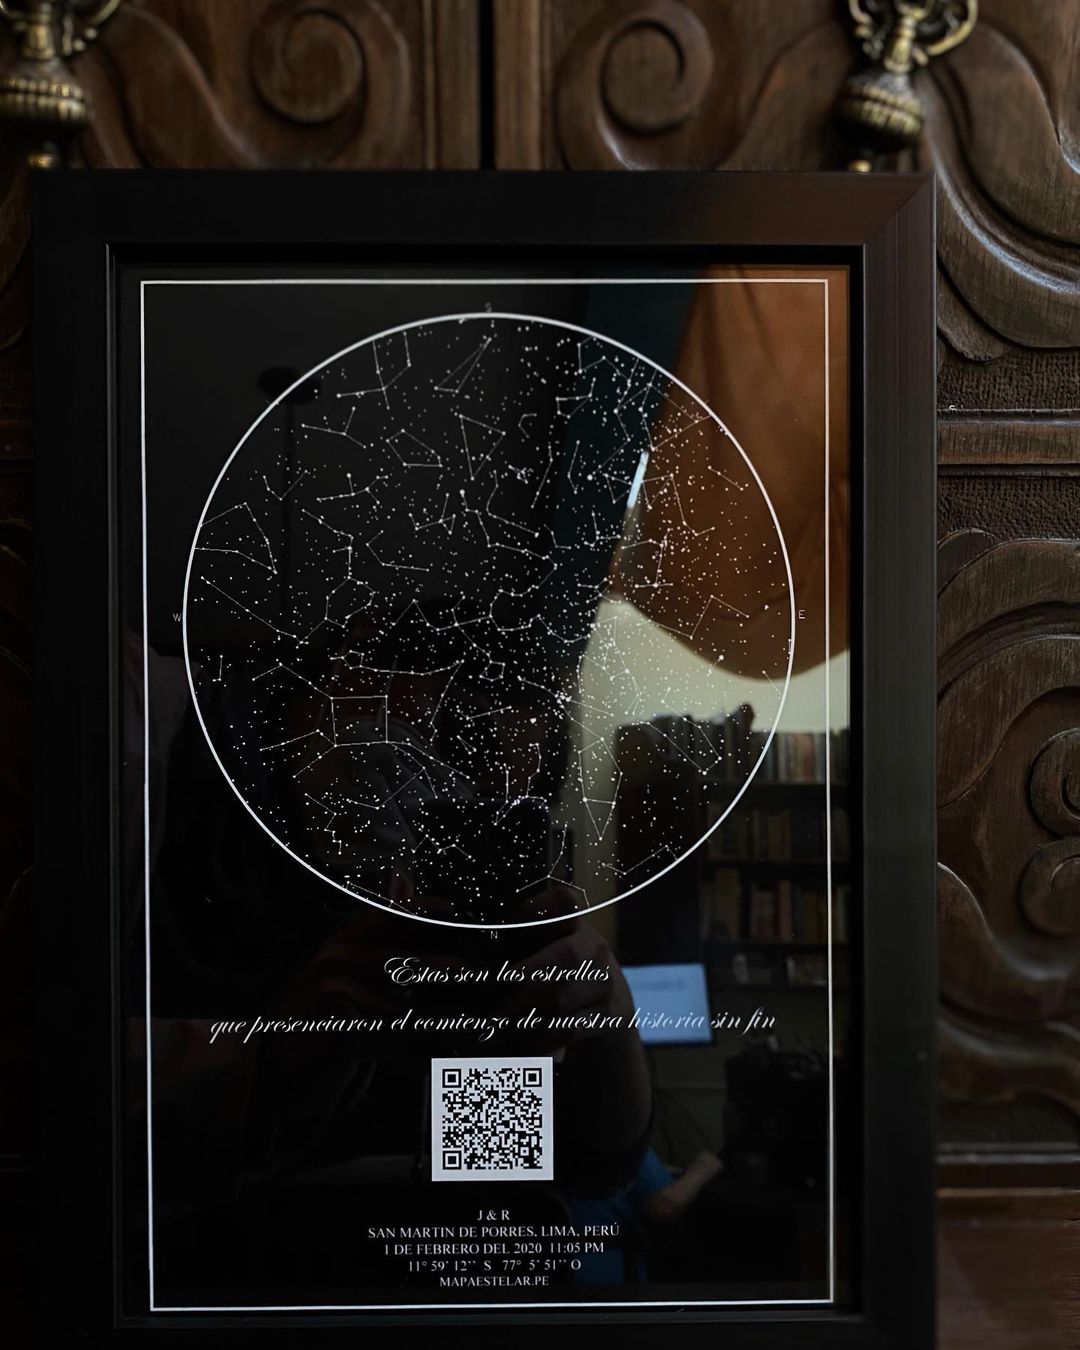 S
W
E
N
Estas son las estrellas
que presenciaron el comienzo de nuestra historia sin fin
J & R
SAN MARTIN DE PORRES, LIMA, PERÚ
1 DE FEBRERO DEL 2020 11:05 PM
11° 59' 12'' S 77° 5' 51'' O
MAPAESTELAR.PE